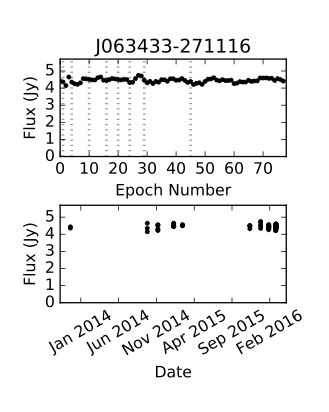 J063433-271116
Flux (Jy)
5
4
3
2
1
0
0 10 20 30 40 50 60 70
Epoch Number
Flux (Jy)
5
4
3
2
1
0
Jan 2014 Jun 2014 Nov 2014 Apr 2015 Sep 2015 Feb 2016
Date